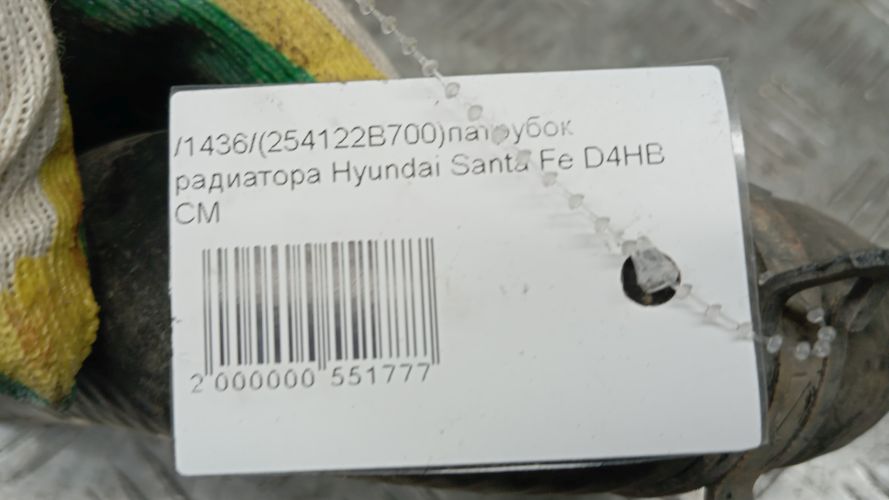 /1436/(254122B700)патрубок
радиатора Hyundai Santa Fe D4HB
CM
2 000000 551777